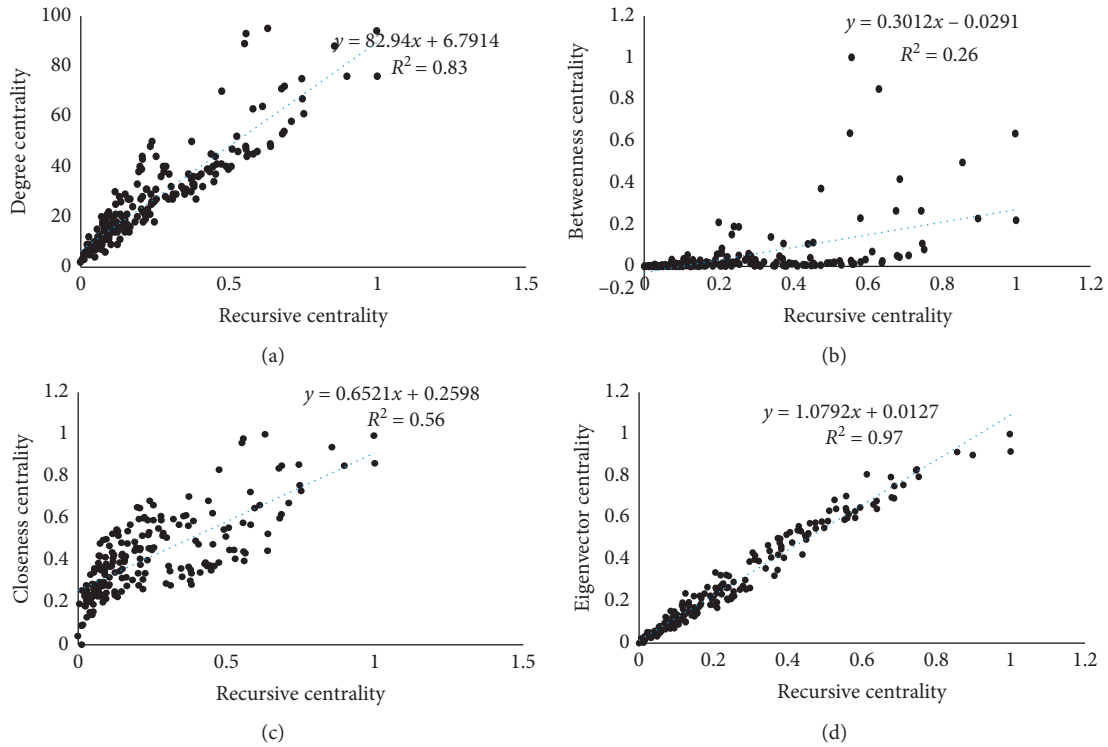 y = 82.94x + 6.7914
R² = 0.83
Degree centrality
100
80
60
40
20
0
0
0.5
1
1.5
Recursive centrality
(a)
y = 0.3012x – 0.0291
R² = 0.26
Betweenness centrality
1.2
1
0.8
0.6
0.4
0.2
0
–0.2
0
0.2
0.4
0.6
0.8
1
1.2
Recursive centrality
(b)
y = 0.6521x + 0.2598
R² = 0.56
Closeness centrality
1.2
1
0.8
0.6
0.4
0.2
0
0
0.5
1
1.5
Recursive centrality
(c)
y = 1.0792x + 0.0127
R² = 0.97
Eigenvector centrality
1.2
1
0.8
0.6
0.4
0.2
0
0
0.2
0.4
0.6
0.8
1
1.2
Recursive centrality
(d)